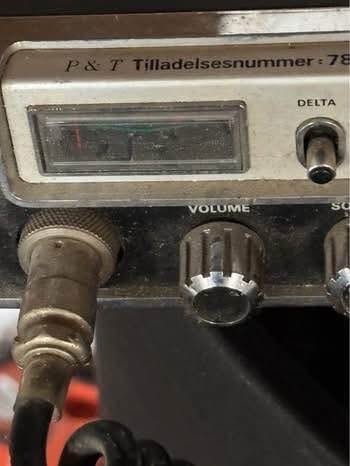 P & T Tilladelsesnummer: 78
DELTA
VOLUME